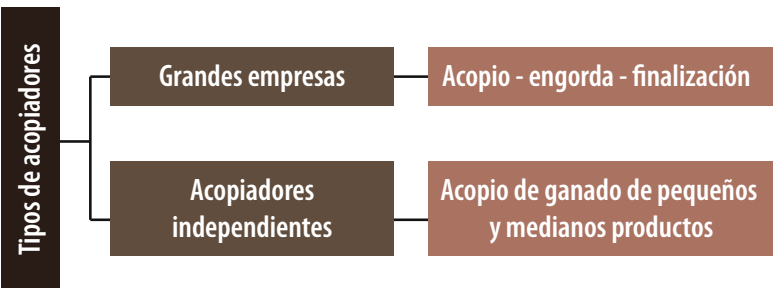 Tipos de acopiadores
Grandes empresas
Acopio - engorda - finalización
Acopiadores
independientes
Acopio de ganado de pequeños
y medianos productos